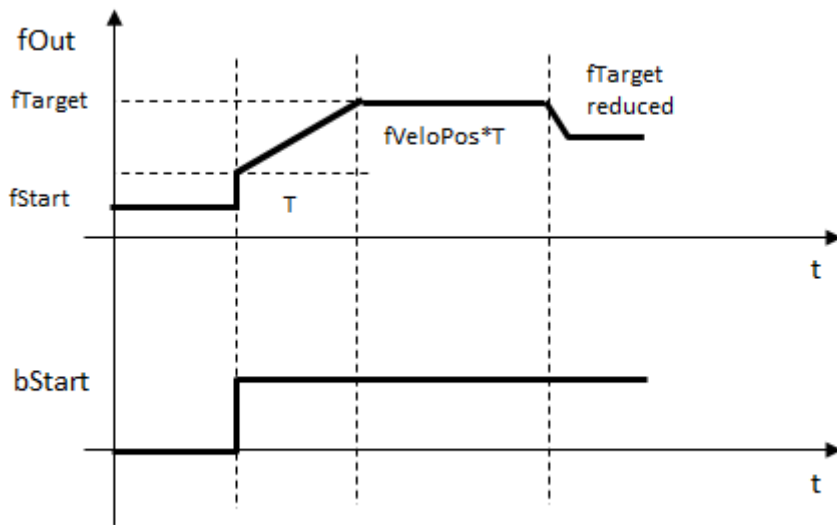 fOut
fTarget
fTarget
reduced
fVeloPos*T
fStart
T
t
bStart
t